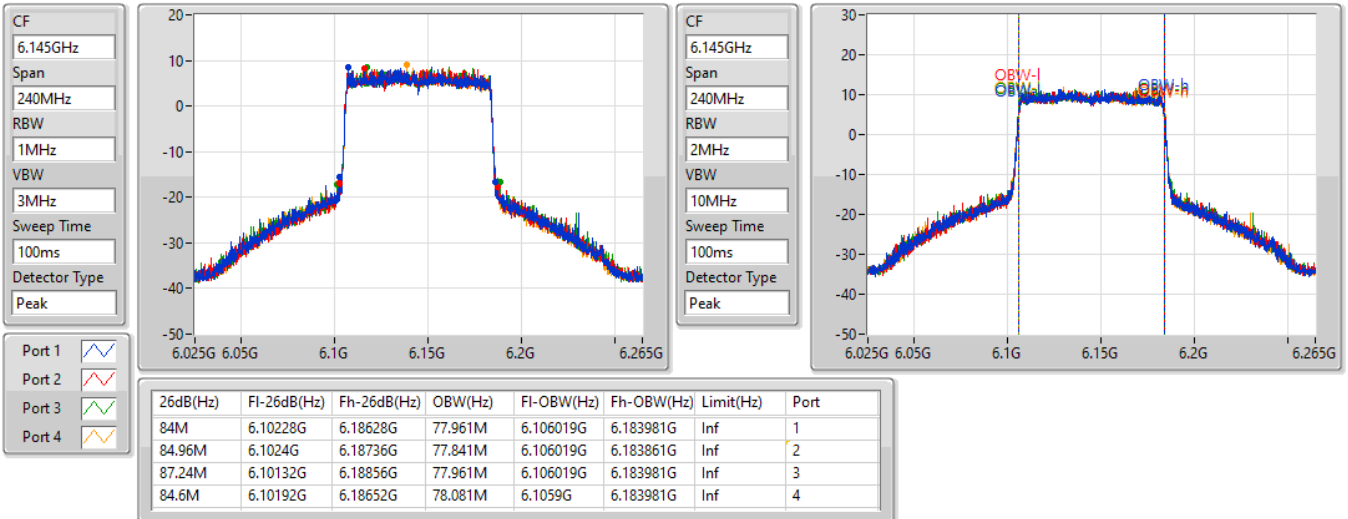 CF
6.145GHz
Span
240MHz
RBW
1MHz
VBW
3MHz
Sweep Time
100ms
Detector Type
Peak
20
10
0
-10
-20
-30
-40
-50
6.025G 6.05G 6.1G 6.15G 6.2G 6.265G
CF
6.145GHz
Span
240MHz
RBW
2MHz
VBW
10MHz
Sweep Time
100ms
Detector Type
Peak
30
20
10
0
-10
-20
-30
-40
-50
OBW-l
OBW-h
6.025G 6.05G 6.1G 6.15G 6.2G 6.265G
Port 1
Port 2
Port 3
Port 4
26dB(Hz) Fl-26dB(Hz) Fh-26dB(Hz) OBW(Hz) Fl-OBW(Hz) Fh-OBW(Hz) Limit(Hz) Port
84M 6.10228G 6.18628G 77.961M 6.106019G 6.183981G Inf 1
84.96M 6.1024G 6.18736G 77.841M 6.106019G 6.183861G Inf 2
87.24M 6.10132G 6.18856G 77.961M 6.106019G 6.183981G Inf 3
84.6M 6.10192G 6.18652G 78.081M 6.1059G 6.183981G Inf 4